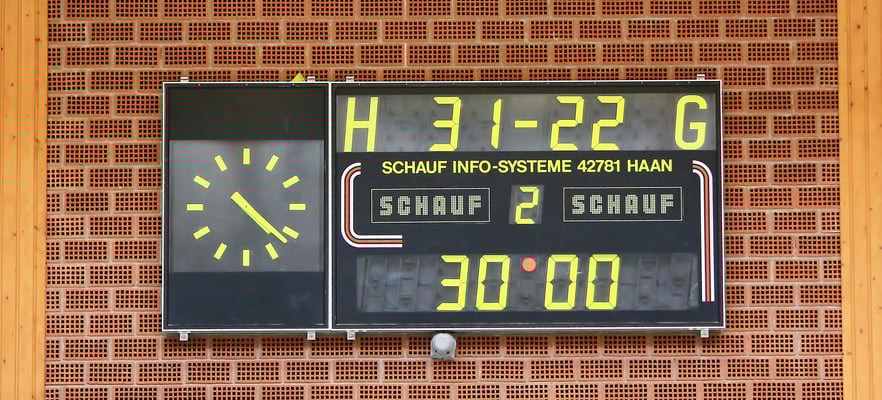 H 31-22 G
SCHAUF INFO-SYSTEME 42781 HAAN
SCHAUF 2 SCHAUF
30 00